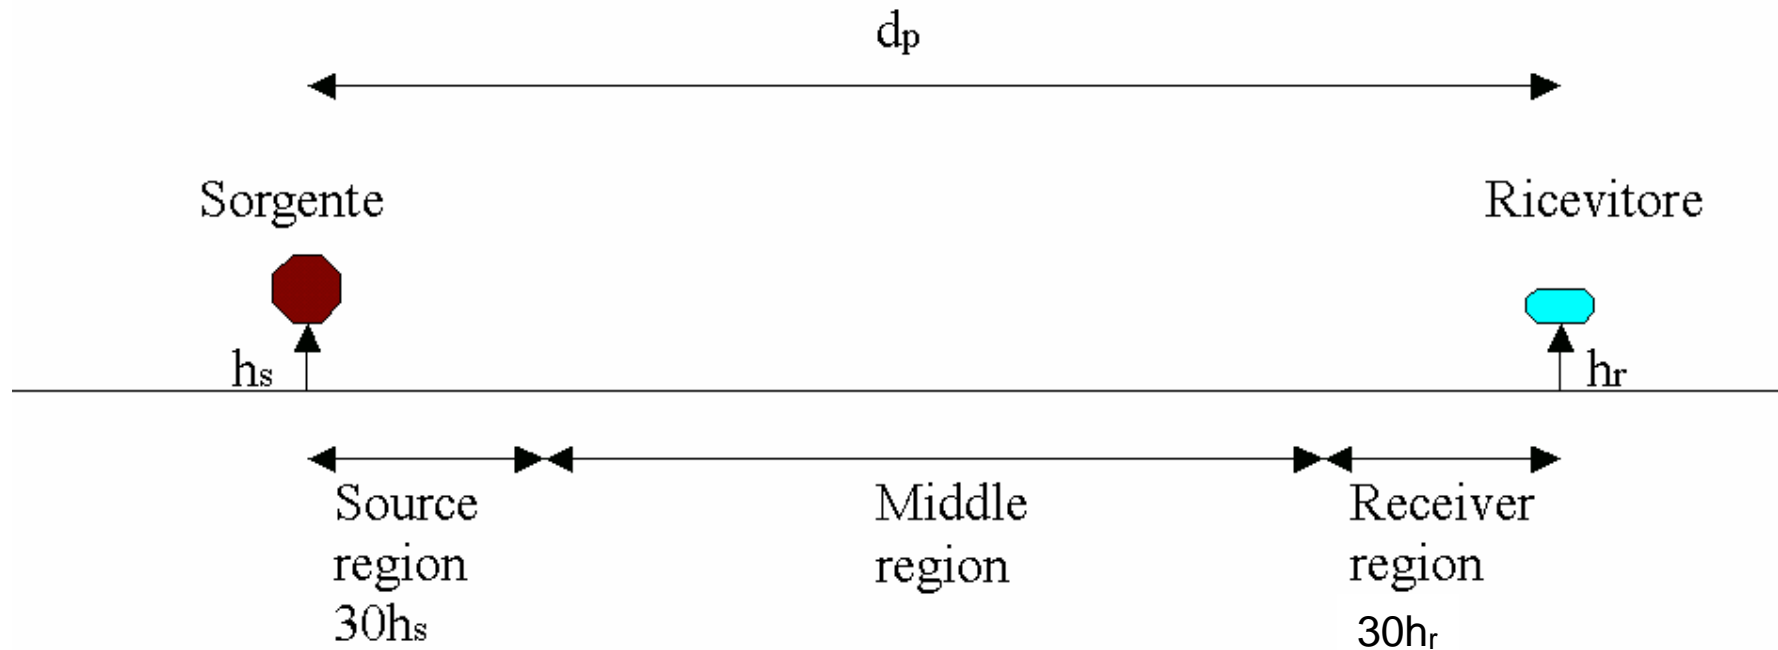 dp
Sorgente
Ricevitore
hs
hr
Source
region
30hs
Middle
region
Receiver
region
30hr